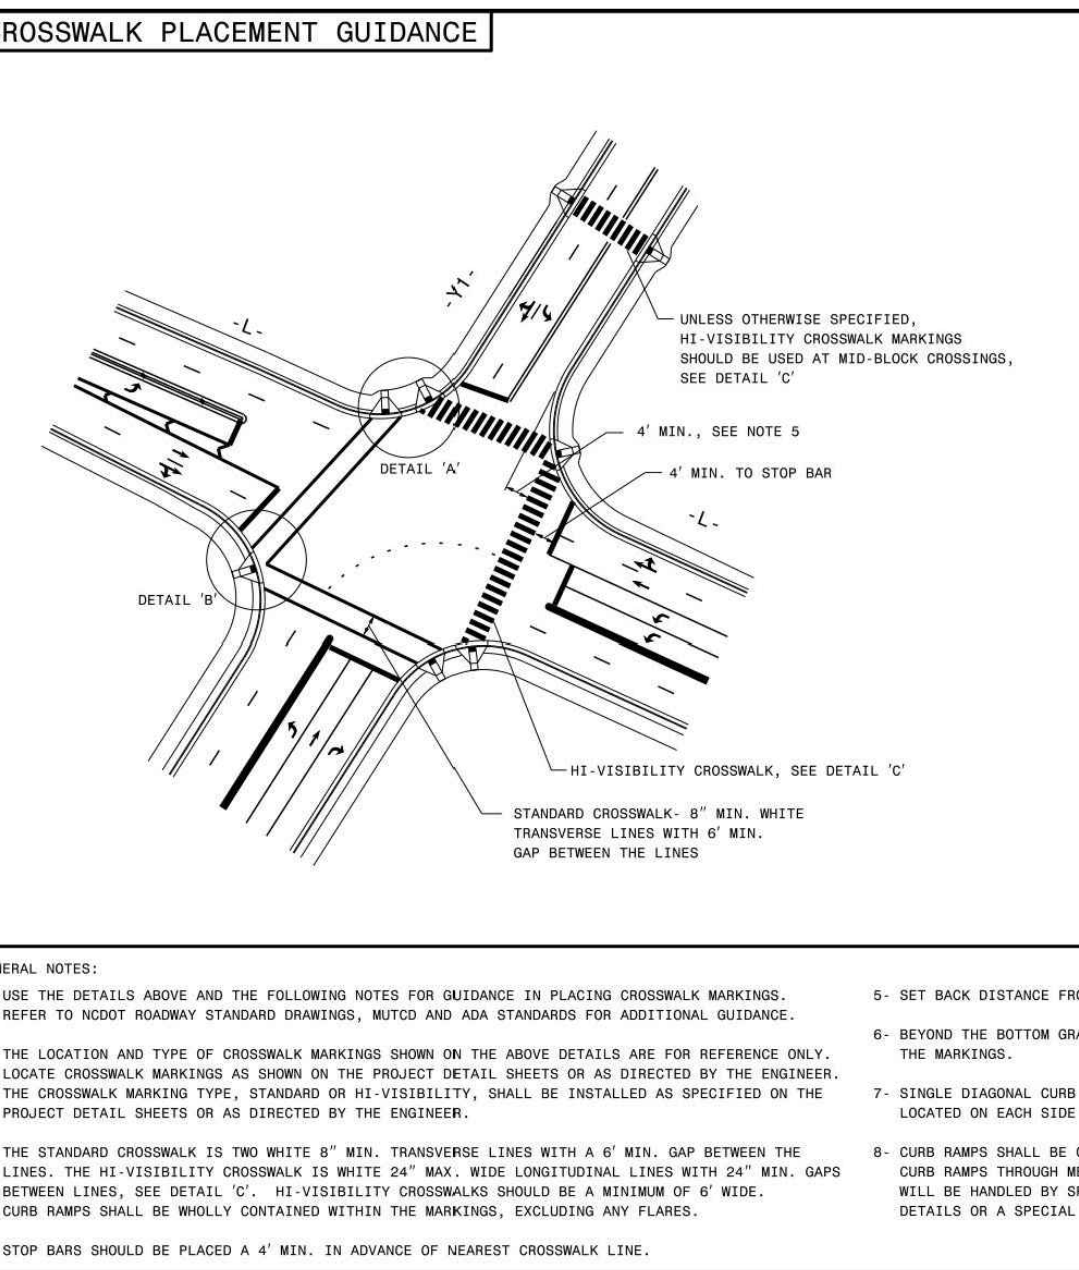 ROSSWALK PLACEMENT GUIDANCE
-L-
-Y1-
UNLESS OTHERWISE SPECIFIED,
HI-VISIBILITY CROSSWALK MARKINGS
SHOULD BE USED AT MID-BLOCK CROSSINGS,
SEE DETAIL 'C'
4' MIN., SEE NOTE 5
DETAIL 'A'
4' MIN. TO STOP BAR
-L-
DETAIL 'B'
HI-VISIBILITY CROSSWALK, SEE DETAIL 'C'
STANDARD CROSSWALK- 8" MIN. WHITE
TRANSVERSE LINES WITH 6' MIN.
GAP BETWEEN THE LINES
NERAL NOTES:
USE THE DETAILS ABOVE AND THE FOLLOWING NOTES FOR GUIDANCE IN PLACING CROSSWALK MARKINGS.
REFER TO NCDOT ROADWAY STANDARD DRAWINGS, MUTCD AND ADA STANDARDS FOR ADDITIONAL GUIDANCE.
THE LOCATION AND TYPE OF CROSSWALK MARKINGS SHOWN ON THE ABOVE DETAILS ARE FOR REFERENCE ONLY.
LOCATE CROSSWALK MARKINGS AS SHOWN ON THE PROJECT DETAIL SHEETS OR AS DIRECTED BY THE ENGINEER.
THE CROSSWALK MARKING TYPE, STANDARD OR HI-VISIBILITY, SHALL BE INSTALLED AS SPECIFIED ON THE
PROJECT DETAIL SHEETS OR AS DIRECTED BY THE ENGINEER.
THE STANDARD CROSSWALK IS TWO WHITE 8" MIN. TRANSVERSE LINES WITH A 6' MIN. GAP BETWEEN THE
LINES. THE HI-VISIBILITY CROSSWALK IS WHITE 24" MAX. WIDE LONGITUDINAL LINES WITH 24" MIN. GAPS
BETWEEN LINES, SEE DETAIL 'C'. HI-VISIBILITY CROSSWALKS SHOULD BE A MINIMUM OF 6' WIDE.
CURB RAMPS SHALL BE WHOLLY CONTAINED WITHIN THE MARKINGS, EXCLUDING ANY FLARES.
STOP BARS SHOULD BE PLACED A 4' MIN. IN ADVANCE OF NEAREST CROSSWALK LINE.
5- SET BACK DISTANCE FRO
6- BEYOND THE BOTTOM GRA
THE MARKINGS.
7- SINGLE DIAGONAL CURB
LOCATED ON EACH SIDE
8- CURB RAMPS SHALL BE
CURB RAMPS THROUGH ME
WILL BE HANDLED BY SP
DETAILS OR A SPECIAL